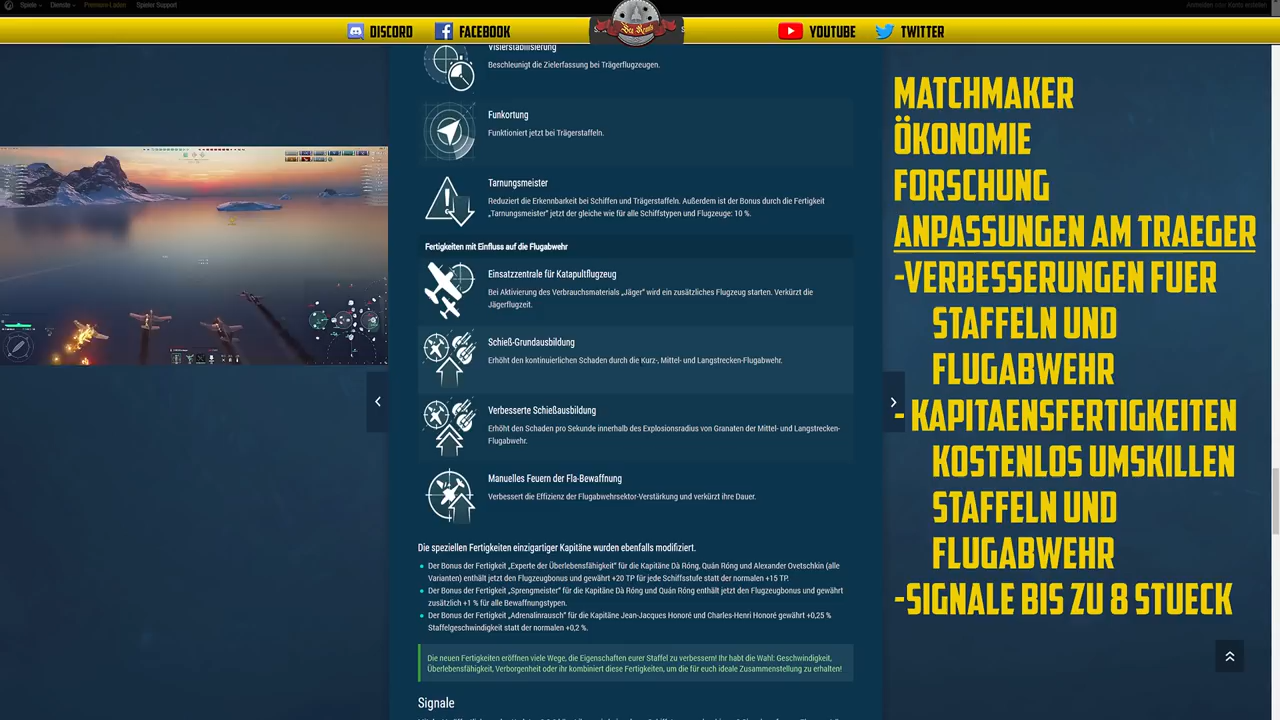 Spiele
Dienste
Premium-Laden
Spieler Support
Anmelden oder Konto erstellen
DISCORD
FACEBOOK
YOUTUBE
TWITTER
Visierstabilisierung
Beschleunigt die Zielerfassung bei Trägerflugzeugen.
Funkortung
Funktioniert jetzt bei Trägerstaffeln.
Tarnungsmeister
Reduziert die Erkennbarkeit bei Schiffen und Trägerstaffeln. Außerdem ist der Bonus durch die Fertigkeit
„Tarnungsmeister" jetzt der gleiche wie für alle Schiffstypen und Flugzeuge: 10 %.
Fertigkeiten mit Einfluss auf die Flugabwehr
Einsatzzentrale für Katapultflugzeug
Bei Aktivierung des Verbrauchsmaterials „Jäger" wird ein zusätzliches Flugzeug starten. Verkürzt die
Jägerflugzeit.
Schieß-Grundausbildung
Erhöht den kontinuierlichen Schaden durch die Kurz-, Mittel- und Langstrecken-Flugabwehr.
Verbesserte Schießausbildung
Erhöht den Schaden pro Sekunde innerhalb des Explosionsradius von Granaten der Mittel- und Langstrecken-
Flugabwehr.
Manuelles Feuern der Fla-Bewaffnung
Verbessert die Effizienz der Flugabwehrsektor-Verstärkung und verkürzt ihre Dauer.
Die speziellen Fertigkeiten einzigartiger Kapitäne wurden ebenfalls modifiziert.
Der Bonus der Fertigkeit „Experte der Überlebensfähigkeit" für die Kapitäne Dà Róng, Quán Róng und Alexander Ovetschkin (alle
Varianten) enthält jetzt den Flugzeugbonus und gewährt +20 TP für jede Schiffsstufe statt der normalen +15 TP.
Der Bonus der Fertigkeit „Sprengmeister" für die Kapitäne Dà Róng und Quán Róng enthält jetzt den Flugzeugbonus und gewährt
zusätzlich +1 % für alle Bewaffnungstypen.
Der Bonus der Fertigkeit „Adrenalinrausch" für die Kapitäne Jean-Jacques Honoré und Charles-Henri Honoré gewährt +0,25 %
Staffelgeschwindigkeit statt der normalen +0,2 %.
Die neuen Fertigkeiten eröffnen viele Wege, die Eigenschaften eurer Staffel zu verbessern! Ihr habt die Wahl: Geschwindigkeit,
Überlebensfähigkeit, Verborgenheit oder ihr kombiniert diese Fertigkeiten, um die für euch ideale Zusammenstellung zu erhalten!
Signale
MATCHMAKER
ÖKONOMIE
FORSCHUNG
ANPASSUNGEN AM TRAEGER
-VERBESSERUNGEN FUER
STAFFELN UND
FLUGABWEHR
- KAPITAENSFERTIGKEITEN
KOSTENLOS UMSKILLEN
STAFFELN UND
FLUGABWEHR
-SIGNALE BIS ZU 8 STUECK